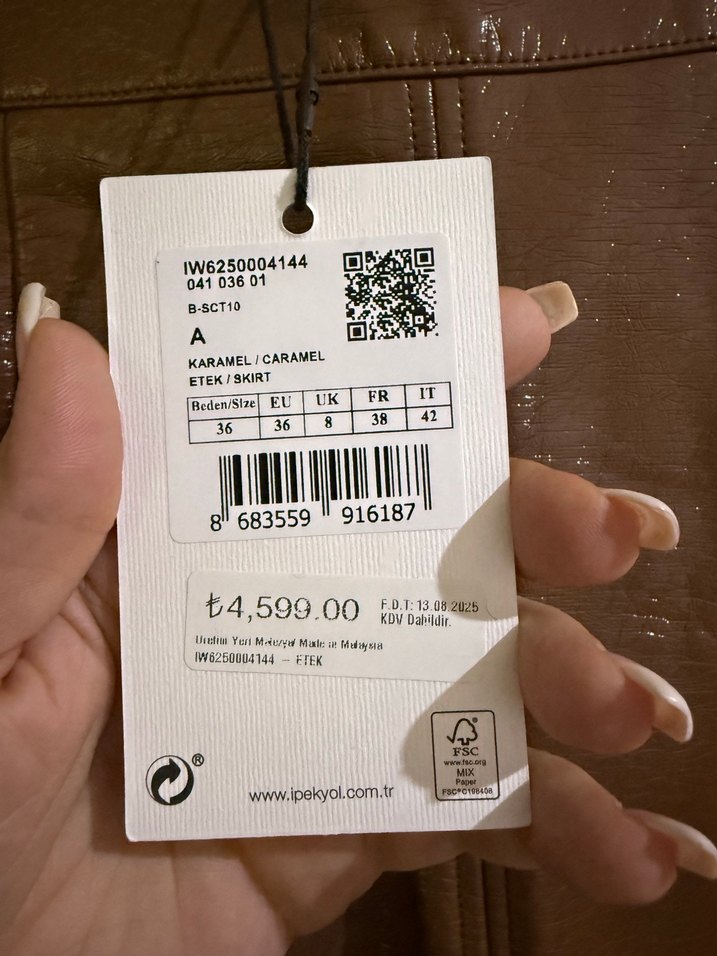 IW6250004144
041 036 01
B-SCT10
A
KARAMEL / CARAMEL
ETEK / SKIRT
Beden/Size EU UK FR IT
36 36 8 38 42
8 683559 916187
₺4,599.00
F.D.T: 13.08.2025
KDV Dahildir.
Üretim Yeri Malezya/ Made in Malaysia
IW6250004144 – ETEK
®
FSC
www.fsc.org
MIX
Paper
FSC® C198408
www.ipekyol.com.tr